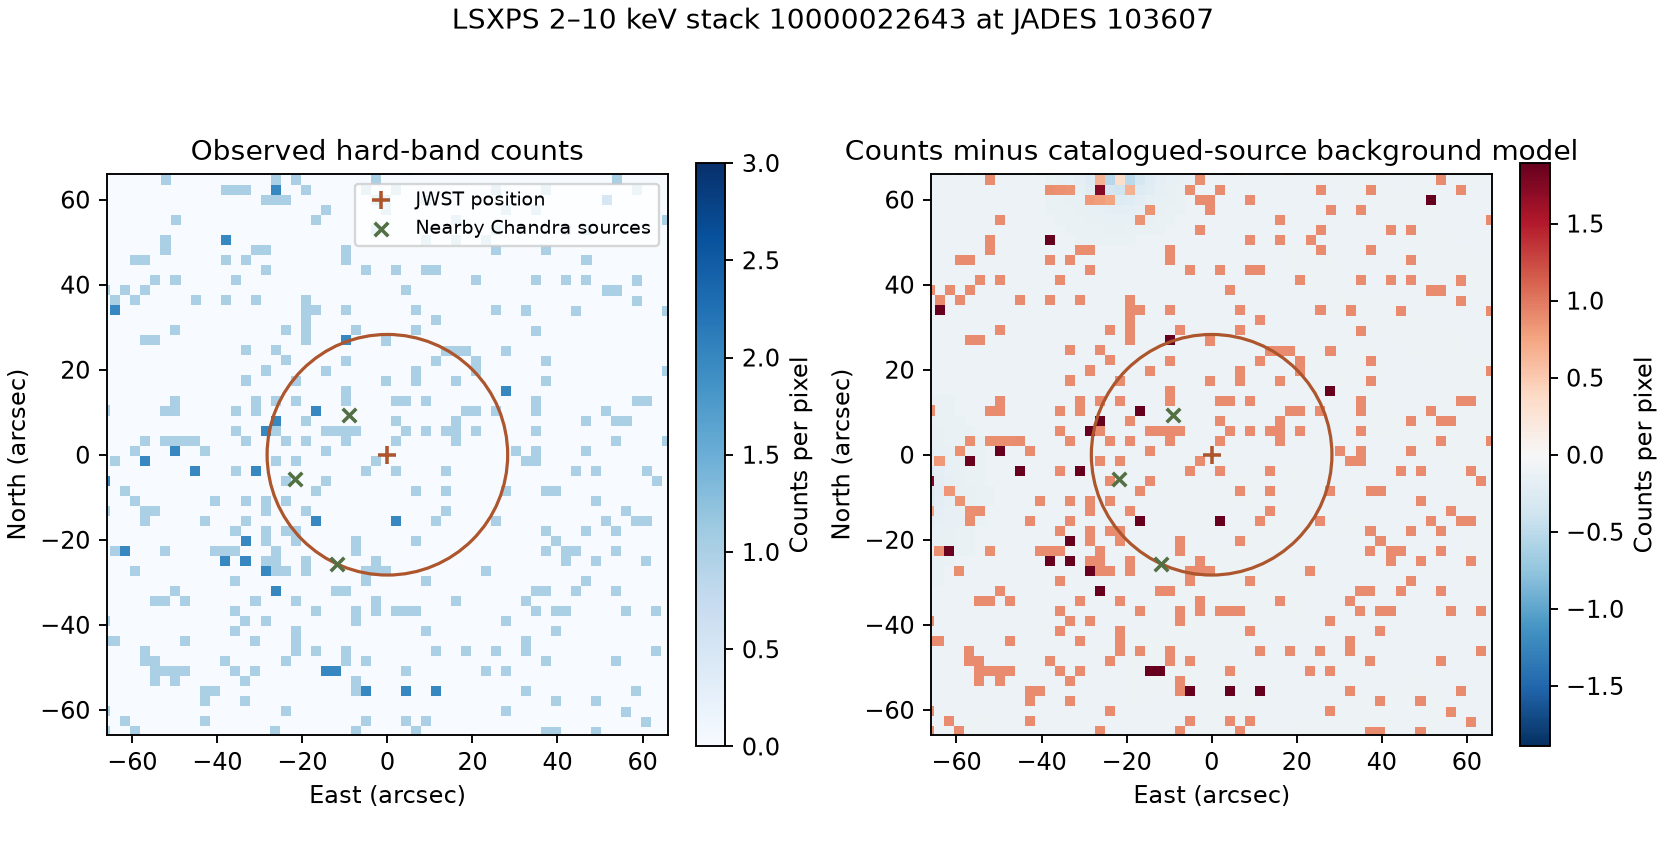 LSXPS 2–10 keV stack 10000022643 at JADES 103607
Observed hard-band counts
JWST position
Nearby Chandra sources
60
40
20
0
−20
−40
−60
North (arcsec)
−60 −40 −20 0 20 40 60
East (arcsec)
3.0
2.5
2.0
1.5
1.0
0.5
0.0
Counts per pixel
Counts minus catalogued-source background model
60
40
20
0
−20
−40
−60
North (arcsec)
−60 −40 −20 0 20 40 60
East (arcsec)
1.5
1.0
0.5
0.0
−0.5
−1.0
−1.5
Counts per pixel